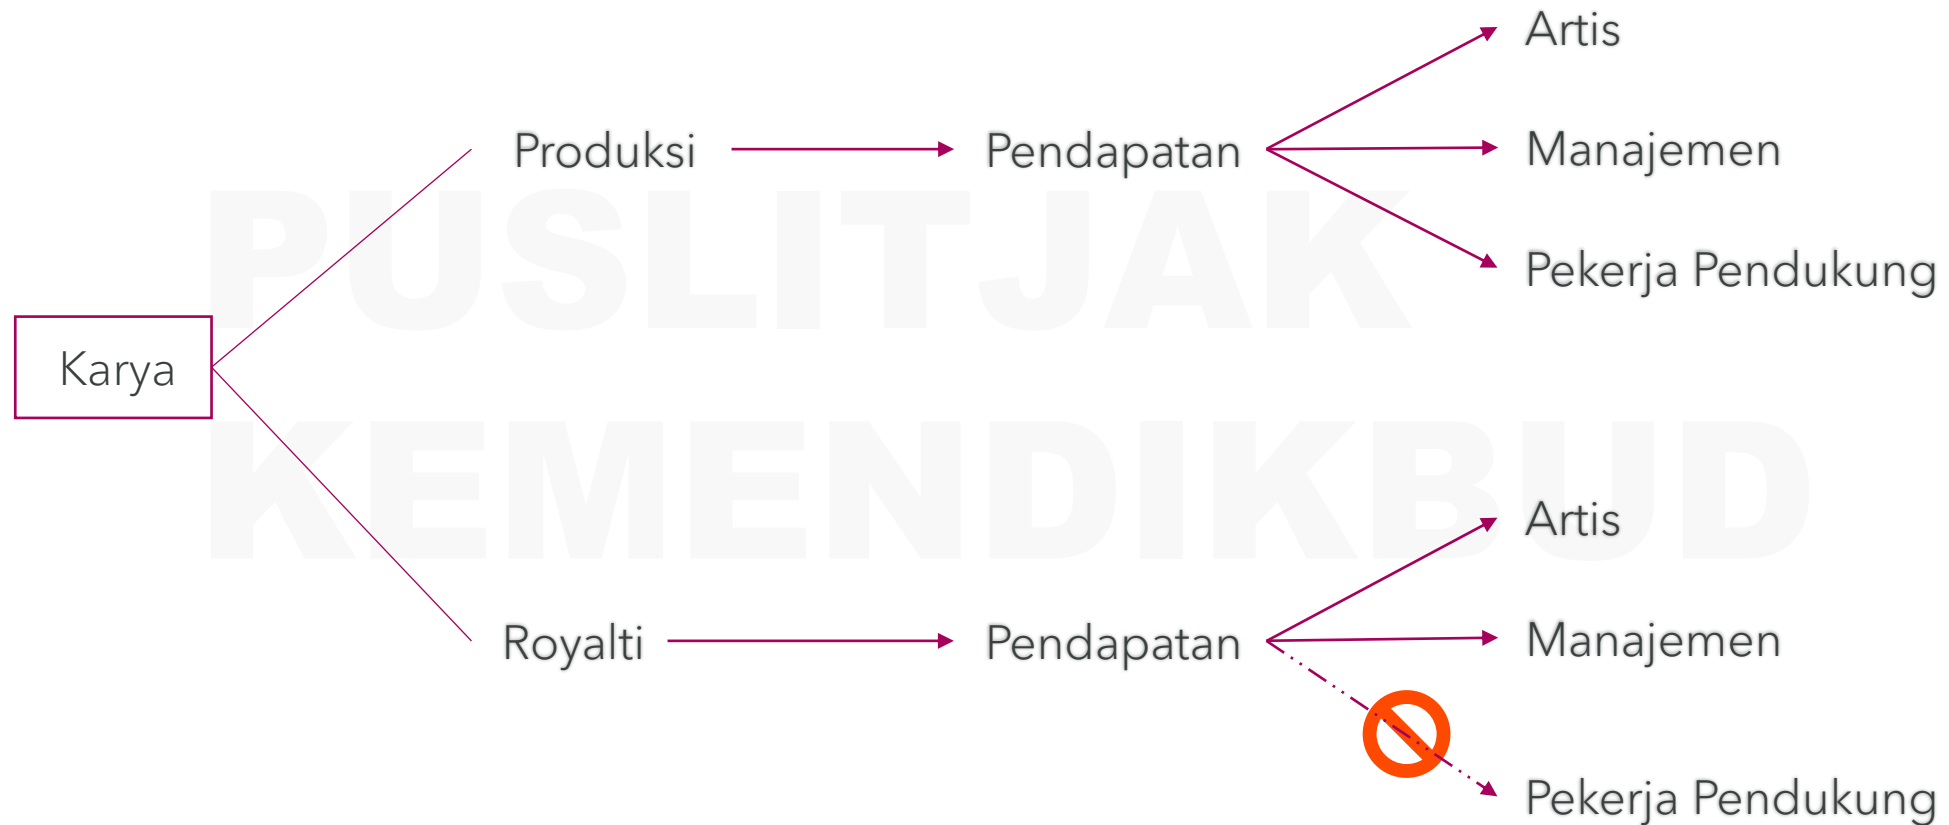 Artis
Produksi Pendapatan Manajemen
Pekerja Pendukung
PUSLITJAK
Karya
KEMENDIKBUD
Artis
Royalti Pendapatan Manajemen
Pekerja Pendukung